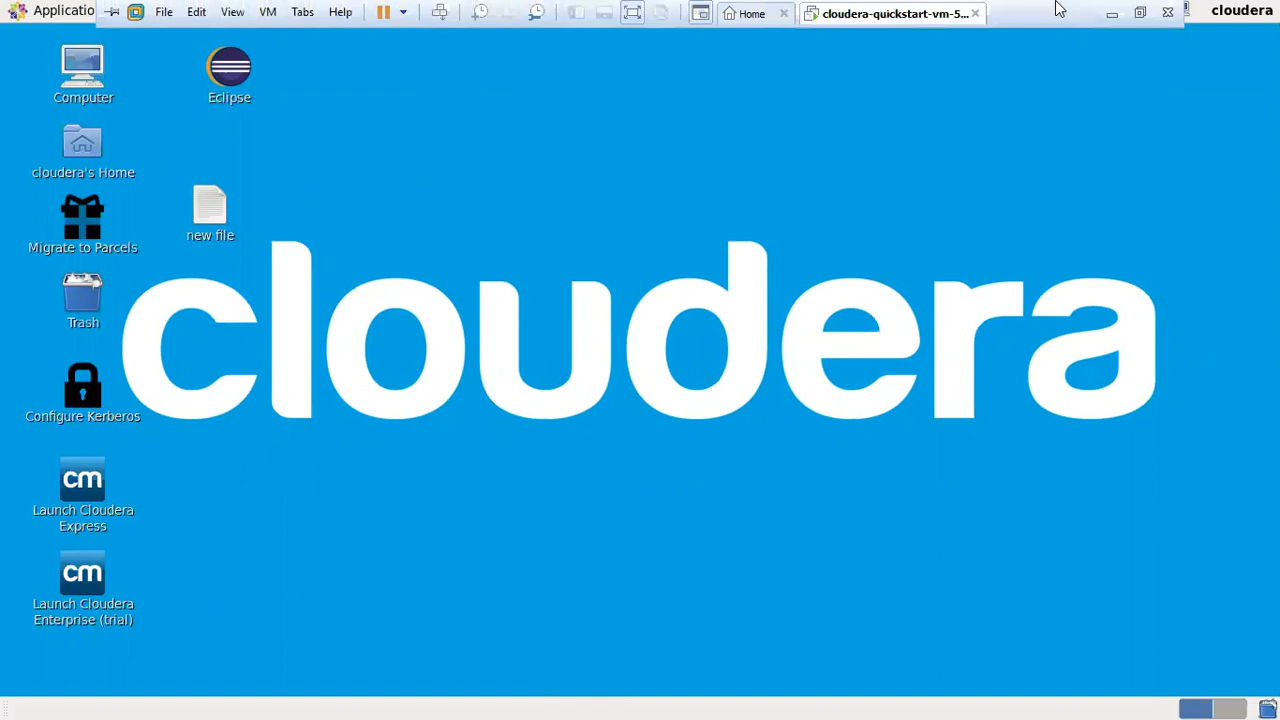 Applicatio File Edit View VM Tabs Help Home cloudera-quickstart-vm-5... cloudera
Computer
Eclipse
cloudera's Home
Migrate to Parcels
new file
Trash
cloudera
Configure Kerberos
cm
Launch Cloudera
Express
cm
Launch Cloudera
Enterprise (trial)